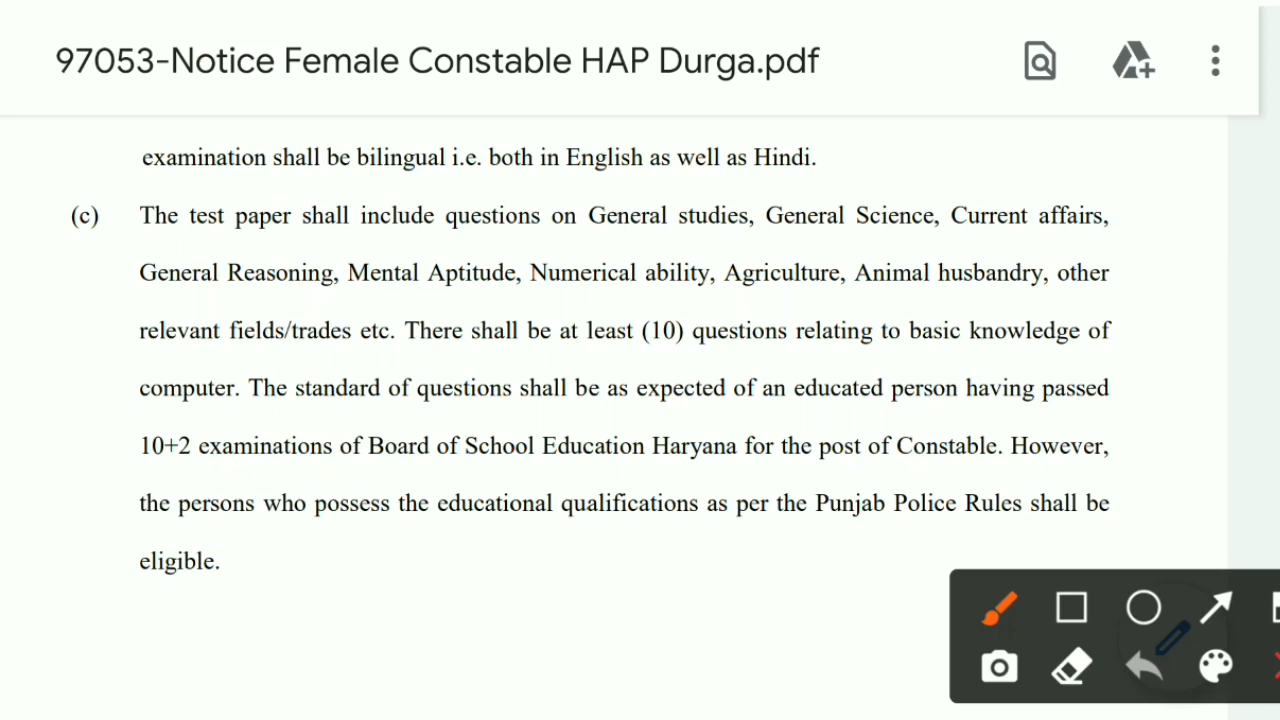 97053-Notice Female Constable HAP Durga.pdf
examination shall be bilingual i.e. both in English as well as Hindi.
(c) The test paper shall include questions on General studies, General Science, Current affairs,
General Reasoning, Mental Aptitude, Numerical ability, Agriculture, Animal husbandry, other
relevant fields/trades etc. There shall be at least (10) questions relating to basic knowledge of
computer. The standard of questions shall be as expected of an educated person having passed
10+2 examinations of Board of School Education Haryana for the post of Constable. However,
the persons who possess the educational qualifications as per the Punjab Police Rules shall be
eligible.